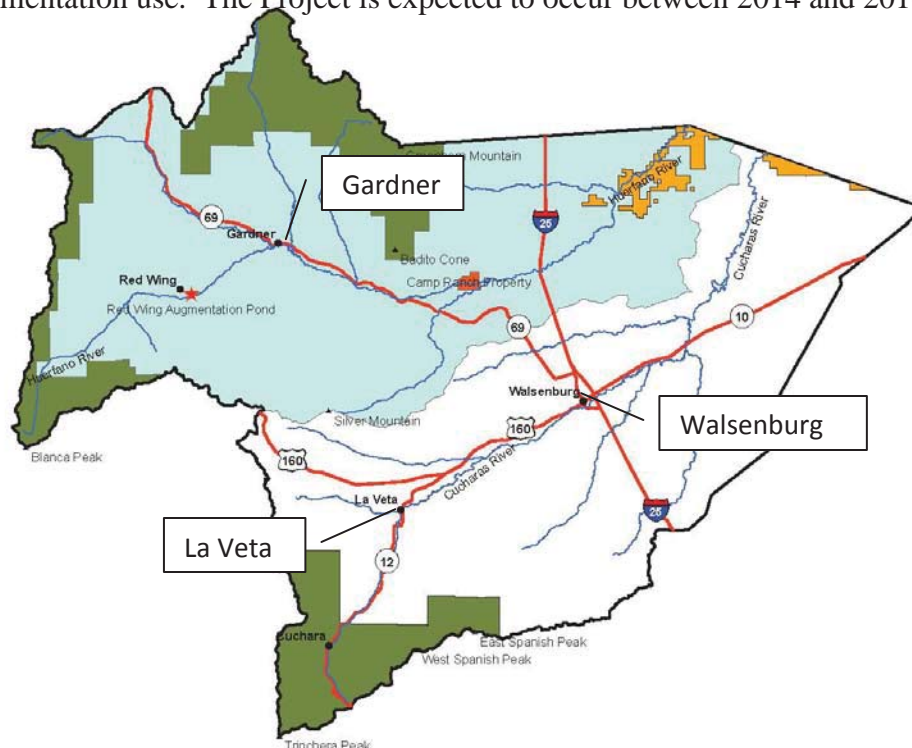 mentation use. The Project is expected to occur between 2014 and 201
Mountain
Huerfano River
Gardner
69
25
Cucharas River
Gardner
Badito Cone
Camp Ranch Property
Red Wing
Red Wing Augmentation Pond
69
10
Huerfano River
Walsenburg
Silver Mountain
160
Walsenburg
Blanca Peak
160
Cucharas River
La Veta
25
La Veta
12
Cuchara
East Spanish Peak
West Spanish Peak
Trinchera Peak